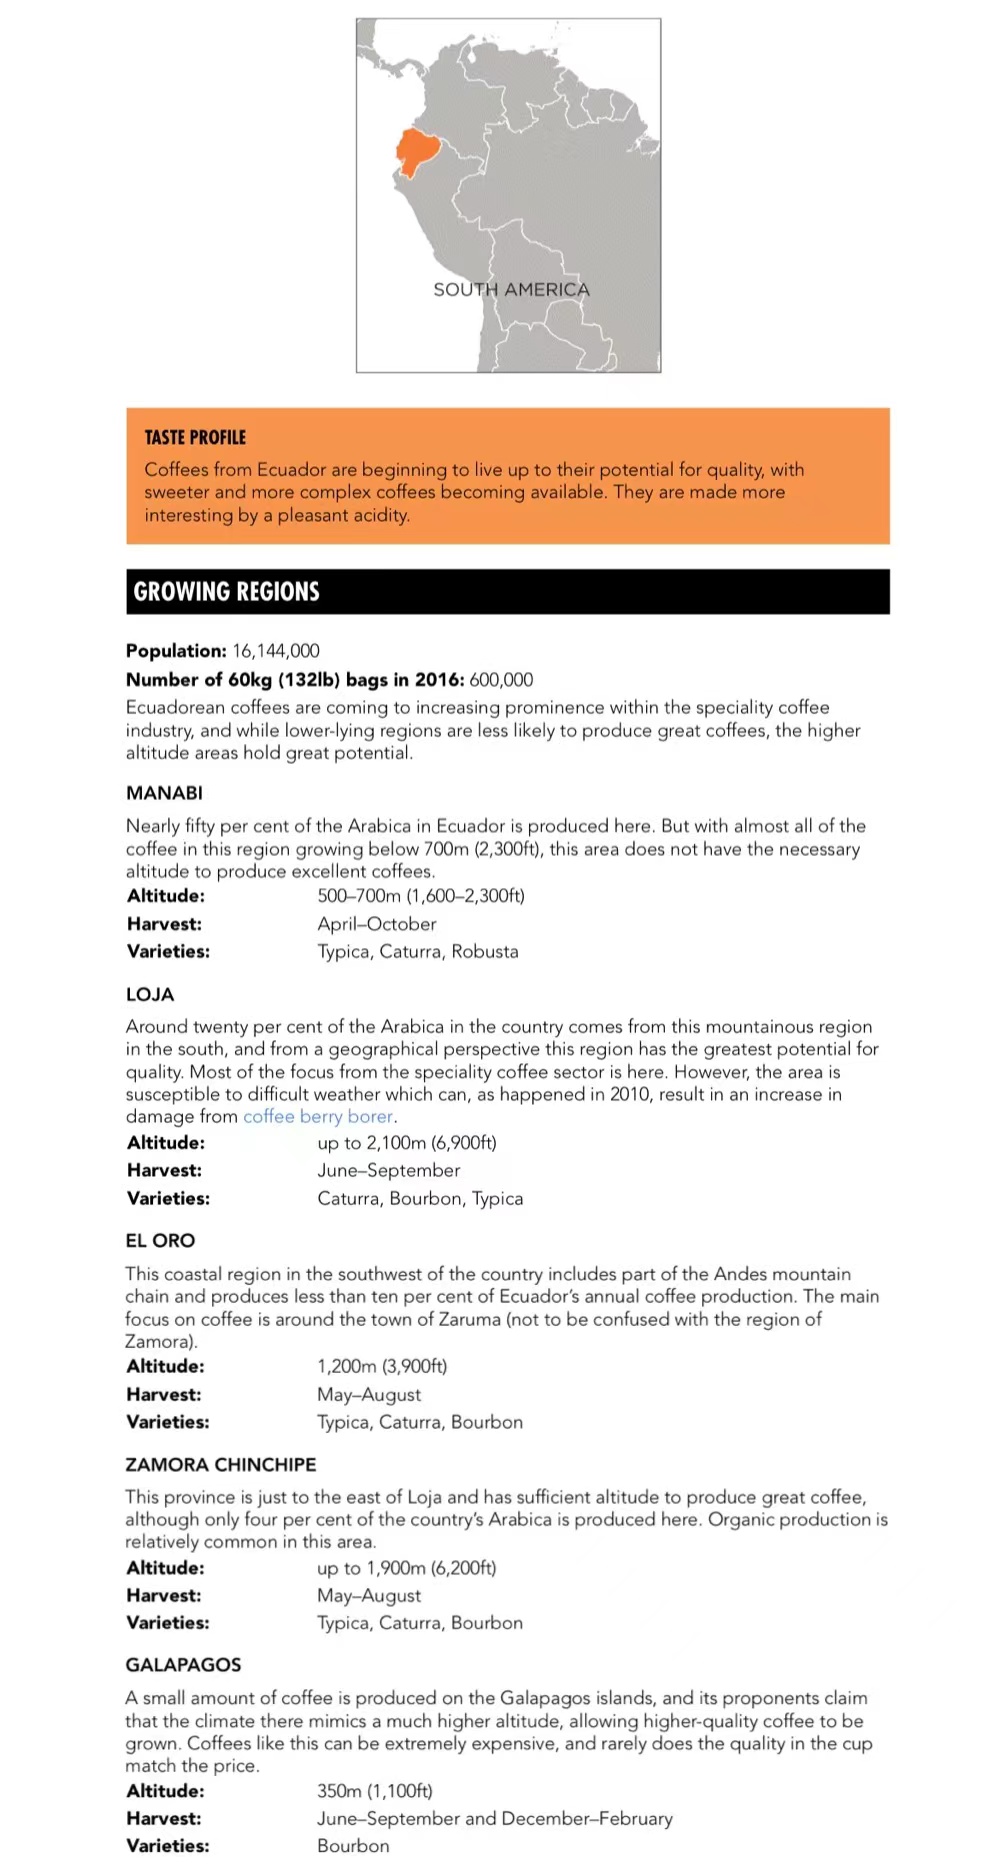 SOUTH AMERICA
TASTE PROFILE
Coffees from Ecuador are beginning to live up to their potential for quality, with
sweeter and more complex coffees becoming available. They are made more
interesting by a pleasant acidity.
GROWING REGIONS
Population: 16,144,000
Number of 60kg (132lb) bags in 2016: 600,000
Ecuadorean coffees are coming to increasing prominence within the speciality coffee
industry, and while lower-lying regions are less likely to produce great coffees, the higher
altitude areas hold great potential.
MANABI
Nearly fifty per cent of the Arabica in Ecuador is produced here. But with almost all of the
coffee in this region growing below 700m (2,300ft), this area does not have the necessary
altitude to produce excellent coffees.
Altitude: 500–700m (1,600–2,300ft)
Harvest: April–October
Varieties: Typica, Caturra, Robusta
LOJA
Around twenty per cent of the Arabica in the country comes from this mountainous region
in the south, and from a geographical perspective this region has the greatest potential for
quality. Most of the focus from the speciality coffee sector is here. However, the area is
susceptible to difficult weather which can, as happened in 2010, result in an increase in
damage from coffee berry borer.
Altitude: up to 2,100m (6,900ft)
Harvest: June–September
Varieties: Caturra, Bourbon, Typica
EL ORO
This coastal region in the southwest of the country includes part of the Andes mountain
chain and produces less than ten per cent of Ecuador's annual coffee production. The main
focus on coffee is around the town of Zaruma (not to be confused with the region of
Zamora).
Altitude: 1,200m (3,900ft)
Harvest: May–August
Varieties: Typica, Caturra, Bourbon
ZAMORA CHINCHIPE
This province is just to the east of Loja and has sufficient altitude to produce great coffee,
although only four per cent of the country's Arabica is produced here. Organic production is
relatively common in this area.
Altitude: up to 1,900m (6,200ft)
Harvest: May–August
Varieties: Typica, Caturra, Bourbon
GALAPAGOS
A small amount of coffee is produced on the Galapagos islands, and its proponents claim
that the climate there mimics a much higher altitude, allowing higher-quality coffee to be
grown. Coffees like this can be extremely expensive, and rarely does the quality in the cup
match the price.
Altitude: 350m (1,100ft)
Harvest: June–September and December–February
Varieties: Bourbon